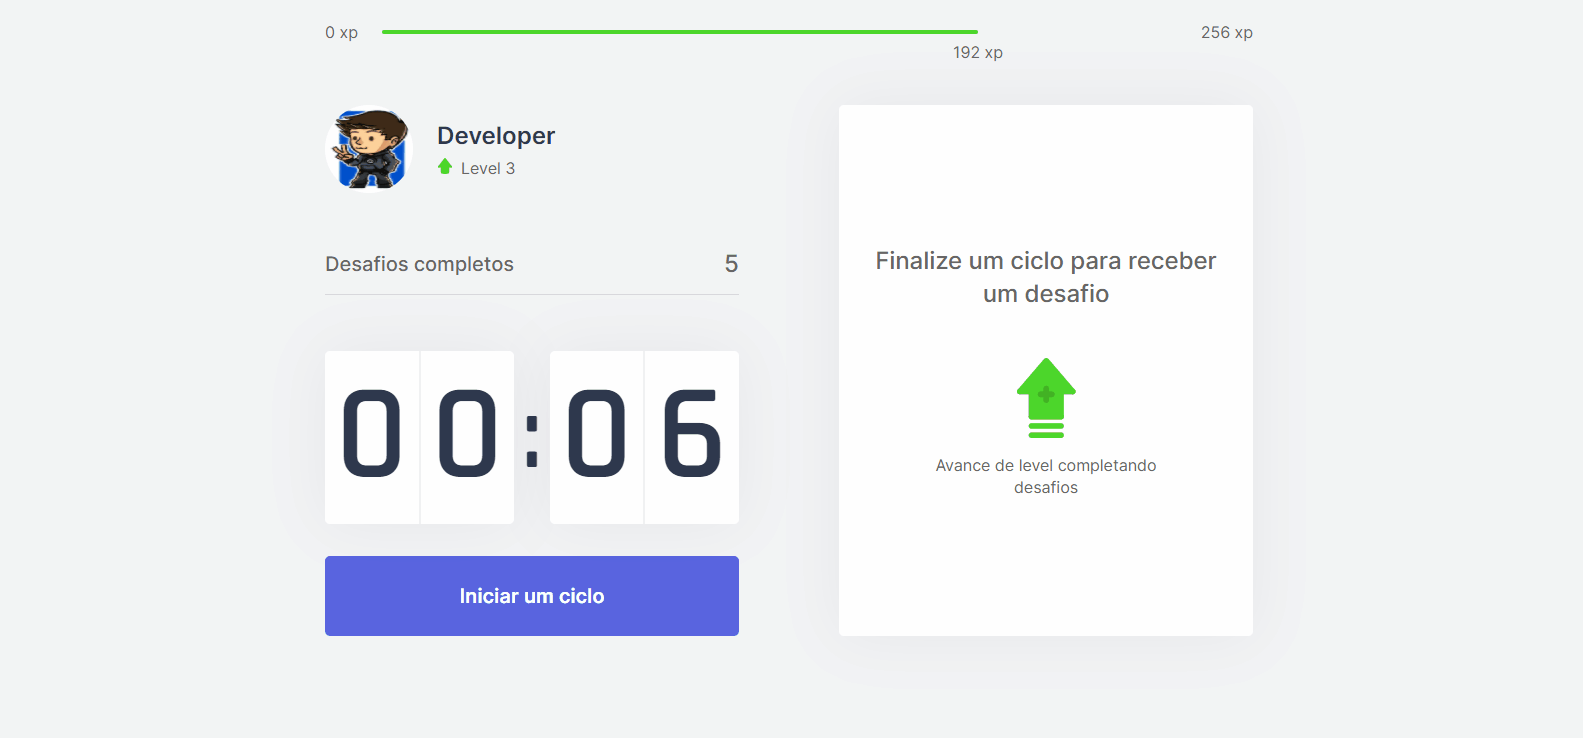 0 xp
192 xp
256 xp
Developer
Level 3
Desafios completos
5
00:06
Iniciar um ciclo
Finalize um ciclo para receber
um desafio
Avance de level completando
desafios